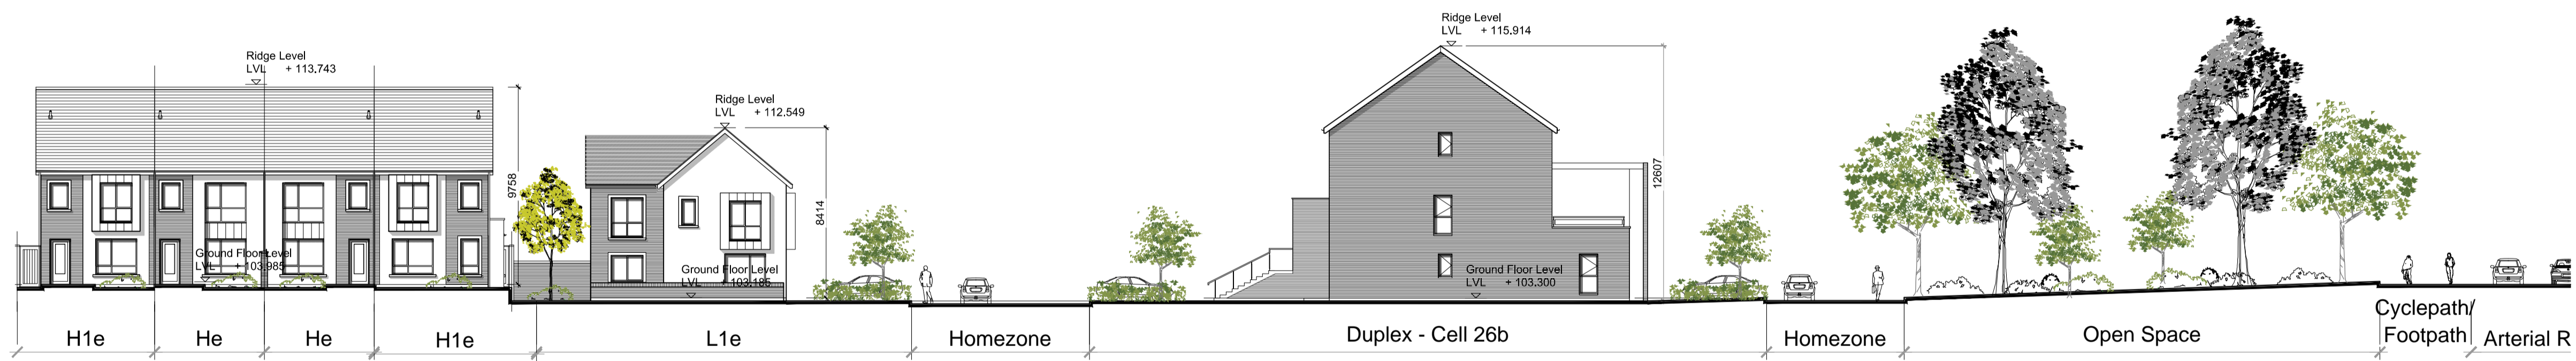 Ridge Level
LVL + 113.743
9758
Ground Floor Level
LVL + 103.985
Ridge Level
LVL + 112.549
8414
Ground Floor Level
LVL + 103.185
Ridge Level
LVL + 115.914
12607
Ground Floor Level
LVL + 103.300
H1e
He
He
H1e
L1e
Homezone
Duplex - Cell 26b
Homezone
Open Space
Cyclepath/
Footpath
Arterial R